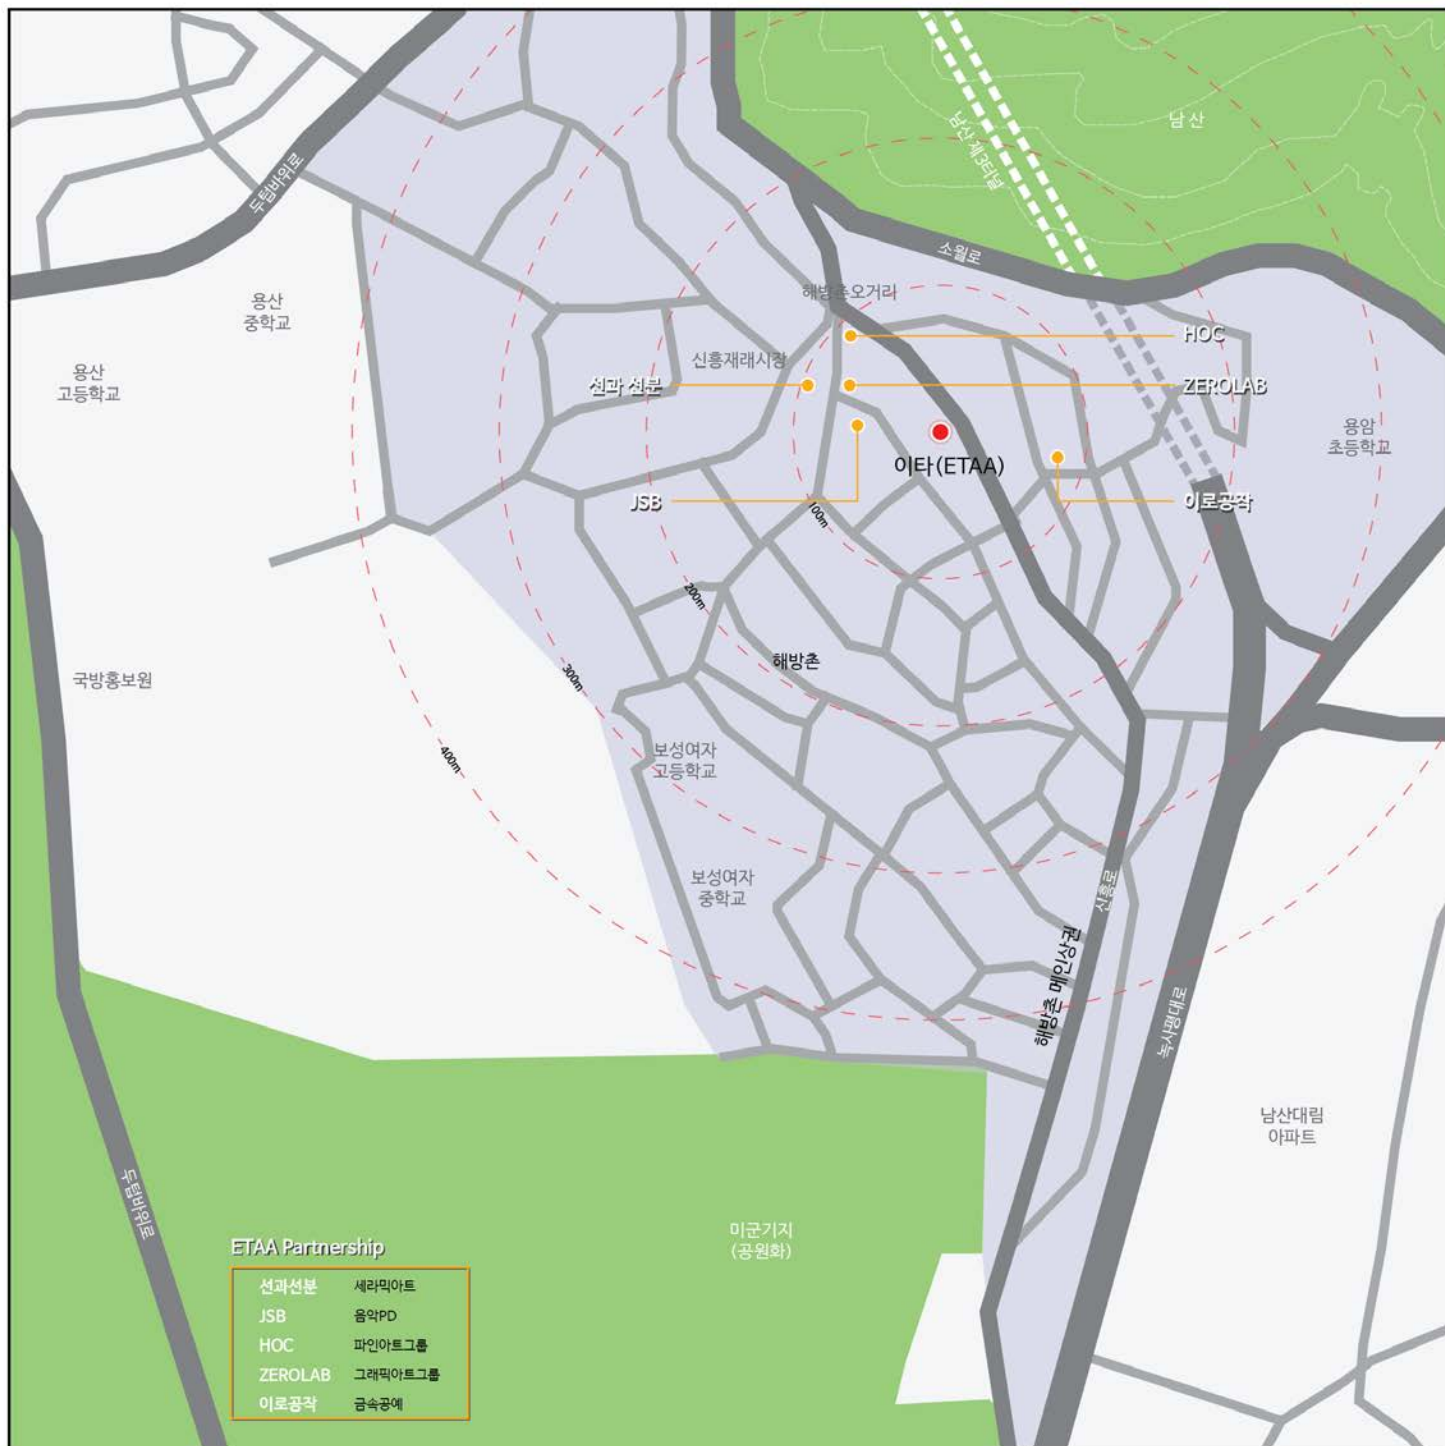 남산
남산 제3터널
두텁바위로
소월로
해방촌오거리
용산
중학교
HOC
신흥재래시장
용산
고등학교
선과 선분
ZEROLAB
용암
초등학교
이타(ETAA)
JSB
이로공작
100m
200m
해방촌
300m
국방홍보원
400m
보성여자
고등학교
보성여자
중학교
신흥로
해방촌 메인상권
녹사평대로
남산대림
아파트
두텁바위로
미군기지
(공원화)
ETAA Partnership
선과선분 세라믹아트
JSB 음악PD
HOC 파인아트그룹
ZEROLAB 그래픽아트그룹
이로공작 금속공예